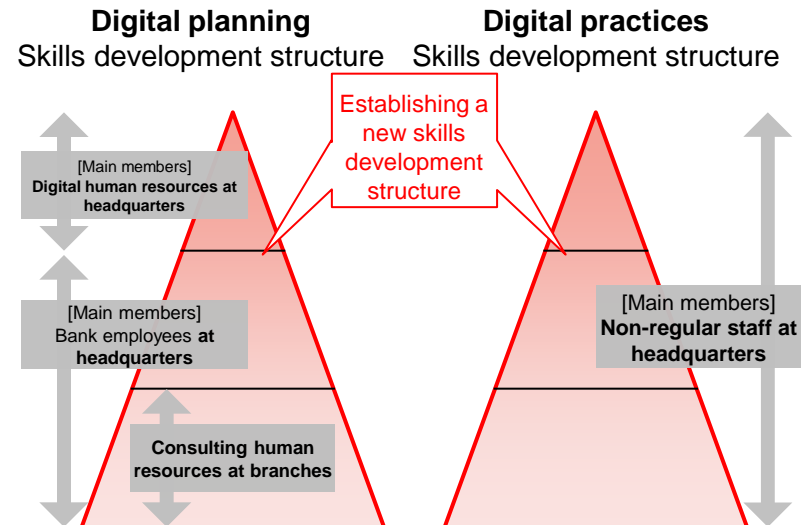 Digital planning
Skills development structure
Digital practices
Skills development structure
Establishing a
new skills
development
structure
[Main members]
Digital human resources at
headquarters
[Main members]
Bank employees at
headquarters
Consulting human
resources at branches
[Main members]
Non-regular staff at
headquarters